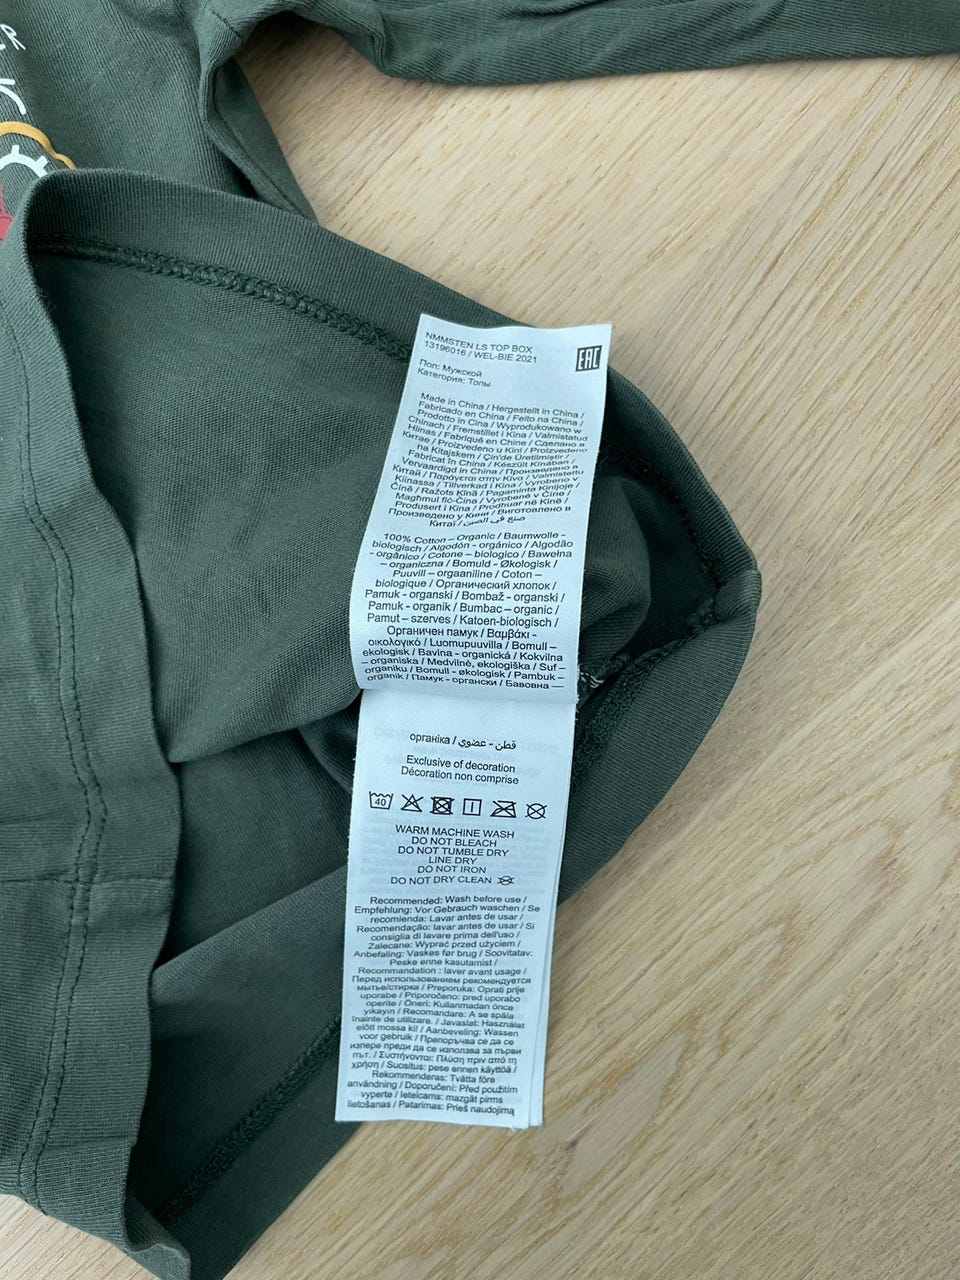 NMMSTEN LS TOP BOX
13196016 / WEL-BIE 2021
EAC
Пол: Мужской
Категория: Топы
Made in China / Hergestellt in China /
Fabricado en China / Feito na China /
Prodotto in Cina / Wyprodukowano w
Chinach / Fremstillet i Kina / Valmistatud
Hiinas / Fabriqué en Chine / Сделано в
Китае / Proizvedeno u Kini / Proizvedeno
na Kitajskem / Çin'de Üretilmiştir /
Fabricat în China / Készült Kínában /
Vervaardigd in China / Произведено в
Китай / Παράγεται στην Κίνα / Valmistettu
Kiinassa / Tillverkad i Kina / Vyrobeno v
Číně / Ražots Ķīnā / Pagaminta Kinijoje /
Magħmul fiċ-Ċina / Vyrobené v Číne /
Produsert i Kina / Prodhuar në Kinë /
Произведено у Кини / Виготовлено в
Китаї / صنع في الصين
100% Cotton – Organic / Baumwolle -
biologisch / Algodón - orgánico / Algodão
- orgânico / Cotone – biologico / Bawełna
– organiczna / Bomuld - Økologisk /
Puuvill – orgaaniline / Coton –
biologique / Органический хлопок /
Pamuk - organski / Bombaž - organski /
Pamuk - organik / Bumbac – organic /
Pamut – szerves / Katoen-biologisch /
Органичен памук / Βαμβάκι -
οικολογικό / Luomupuuvilla / Bomull –
ekologisk / Bavina - organická / Kokvilna
– organiska / Medvilnė, ekologiška / Suf –
organiku / Bomull - økologisk / Pambuk –
organik / Памук - органски / Бавовна —
органіка / قطن - عضوي
Exclusive of decoration
Décoration non comprise
40
WARM MACHINE WASH
DO NOT BLEACH
DO NOT TUMBLE DRY
LINE DRY
DO NOT IRON
DO NOT DRY CLEAN
Recommended: Wash before use /
Empfehlung: Vor Gebrauch waschen / Se
recomienda: Lavar antes de usar /
Recomendação: lavar antes de usar / Si
consiglia di lavare prima dell'uso /
Zalecane: Wyprać przed użyciem /
Anbefaling: Vaskes før brug / Soovitatav:
Peske enne kasutamist /
Recommandation : laver avant usage /
Перед использованием рекомендуется
мытье/стирка / Preporuka: Oprati prije
uporabe / Priporočeno: pred uporabo
operite / Öneri: Kullanmadan önce
yıkayın / Recomandare: A se spăla
înainte de utilizare. / Javaslat: Használat
előtt mossa ki! / Aanbeveling: Wassen
voor gebruik / Препоръчва се да се
изпере преди да се използва за първи
път. / Συστήνονται: Πλύση πριν από τη
χρήση / Suositus: pese ennen käyttöä /
Rekommenderas: Tvätta före
användning / Doporučení: Před použitím
vyperte / Ieteicams: mazgāt pirms
lietošanas / Patarimas: Prieš naudojimą